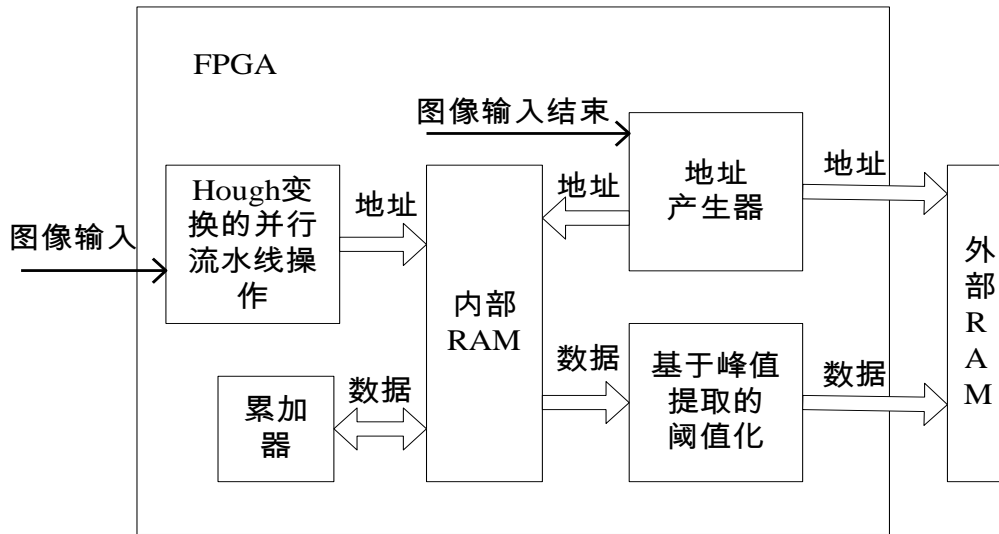 FPGA
图像输入结束
地址
产生器
地址
地址
Hough变
换的并行
流水线操
作
地址
图像输入
内部
RAM
外
部
R
A
M
累加
器
数据
数据
基于峰值
提取的
阈值化
数据